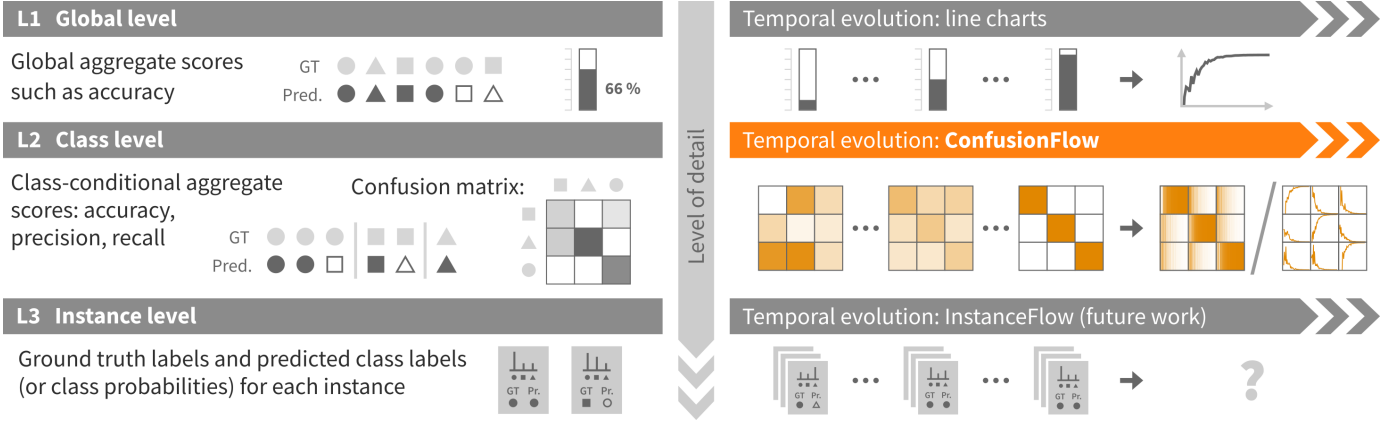 L1 Global level
Temporal evolution: line charts
Global aggregate scores
such as accuracy
GT
Pred.
66 %
L2 Class level
Temporal evolution: ConfusionFlow
Class-conditional aggregate
scores: accuracy,
precision, recall
Confusion matrix:
GT
Pred.
Level of detail
L3 Instance level
Temporal evolution: InstanceFlow (future work)
Ground truth labels and predicted class labels
(or class probabilities) for each instance
GT Pr.
GT Pr.
GT Pr.
GT Pr.
GT Pr.
?